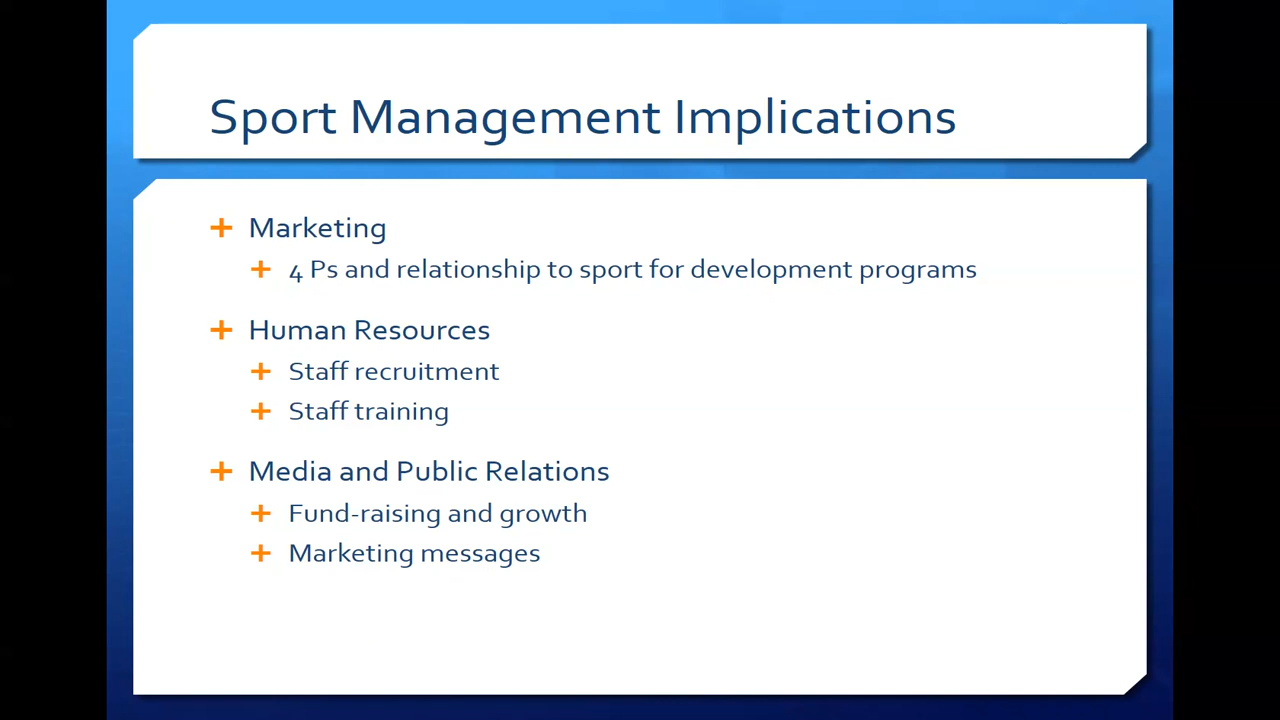 Sport Management Implications
+ Marketing
+ 4 Ps and relationship to sport for development programs
+ Human Resources
+ Staff recruitment
+ Staff training
+ Media and Public Relations
+ Fund-raising and growth
+ Marketing messages